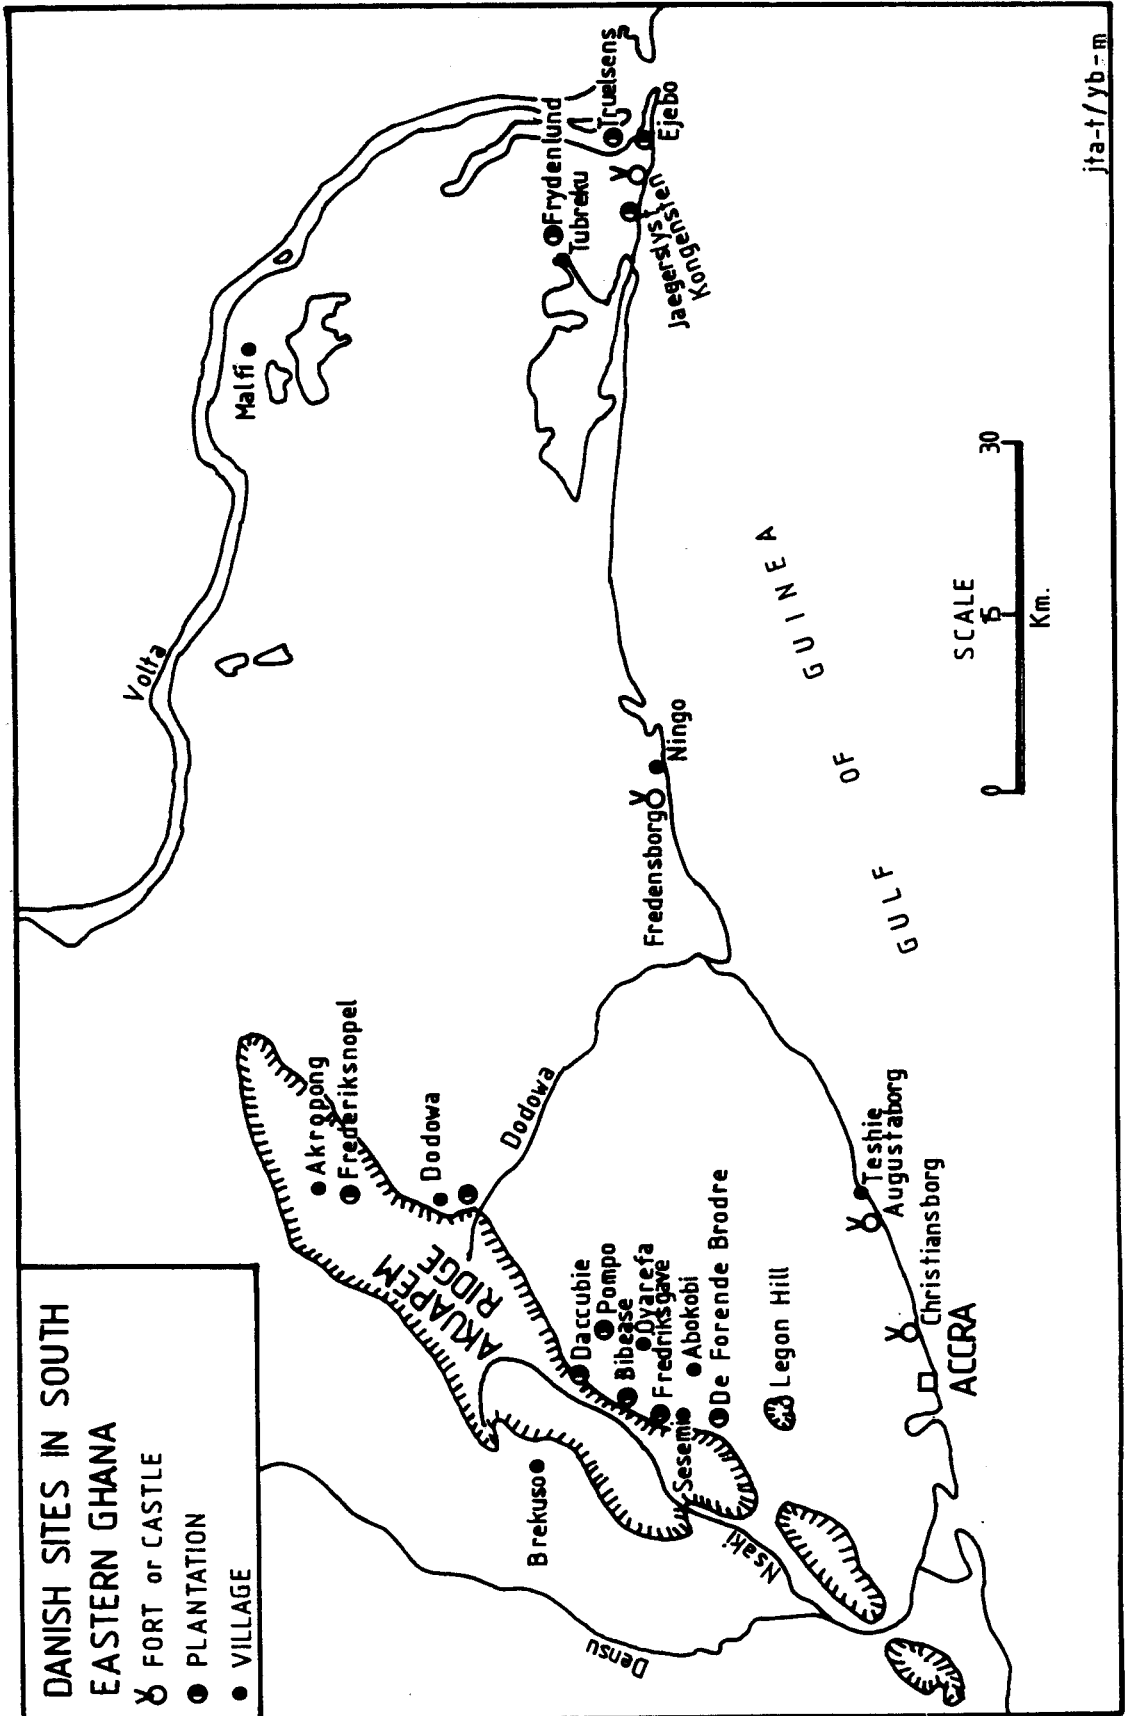 DANISH SITES IN SOUTH
EASTERN GHANA
FORT or CASTLE
PLANTATION
VILLAGE
Volta
Malfi
Frydenlund
Tubreku
Truelsens
Ejebo
Jaegerslyst
Kongensten
Akropong
Frederiksnopel
Dodowa
Dodowa
AKUAPEM
RIDGE
Fredensborg
Ningo
Daccubie
Pompo
Bibease
Dyarefa
Fredriksgave
Abokobi
Sesemi
De Forende Brodre
Legon Hill
Brekuso
Nsaki
Densu
Teshie
Augustaborg
Christiansborg
ACCRA
GULF OF GUINEA
SCALE
0 15 30
Km.
jta-t/yb-m